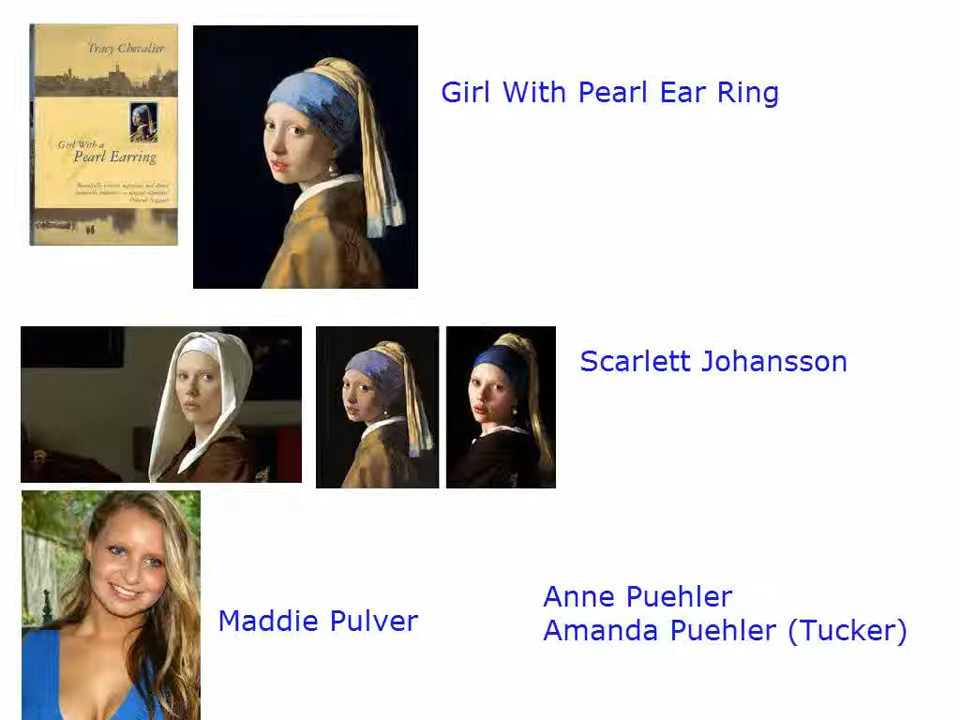 Tracy Chevalier
Girl With a
Pearl Earring
Girl With Pearl Ear Ring
Scarlett Johansson
Maddie Pulver
Anne Puehler
Amanda Puehler (Tucker)